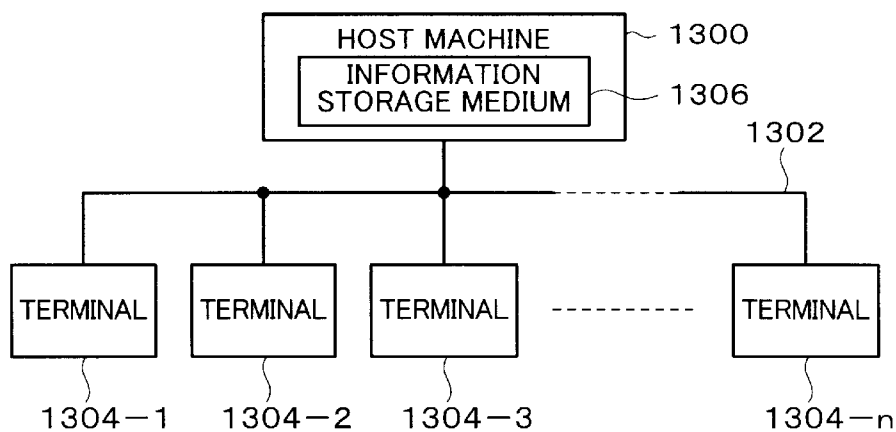 HOST MACHINE
1300
INFORMATION
STORAGE MEDIUM
1306
1302
TERMINAL
TERMINAL
TERMINAL
TERMINAL
1304-1
1304-2
1304-3
1304-n